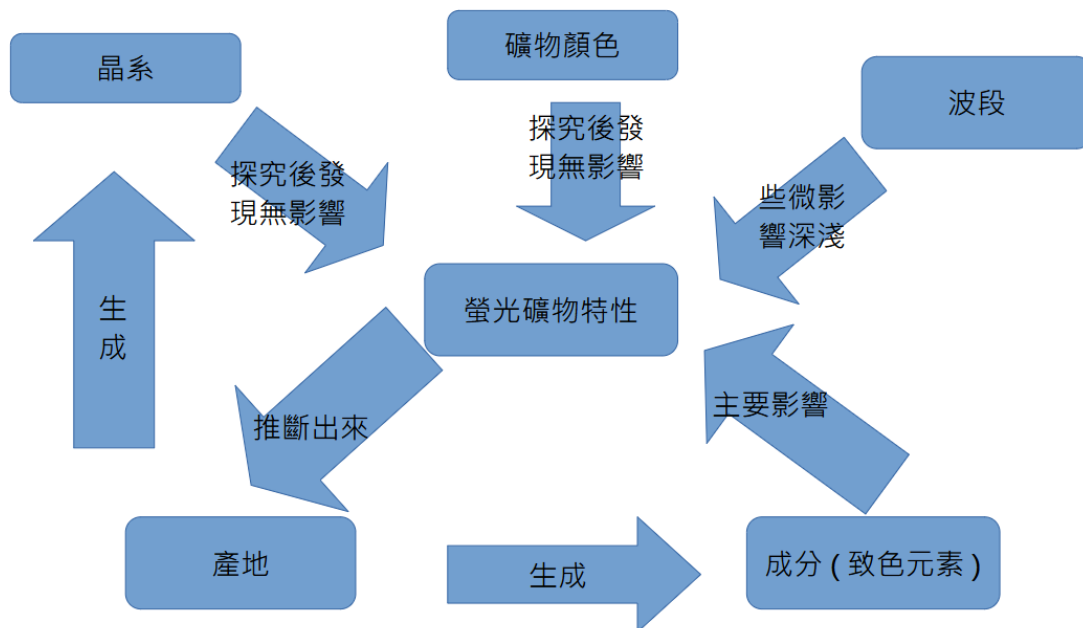 晶系
礦物顏色
波段
探究後發
現無影響
探究後發
現無影響
些微影
響深淺
生
成
螢光礦物特性
推斷出來
主要影響
產地
生成
成分 ( 致色元素 )